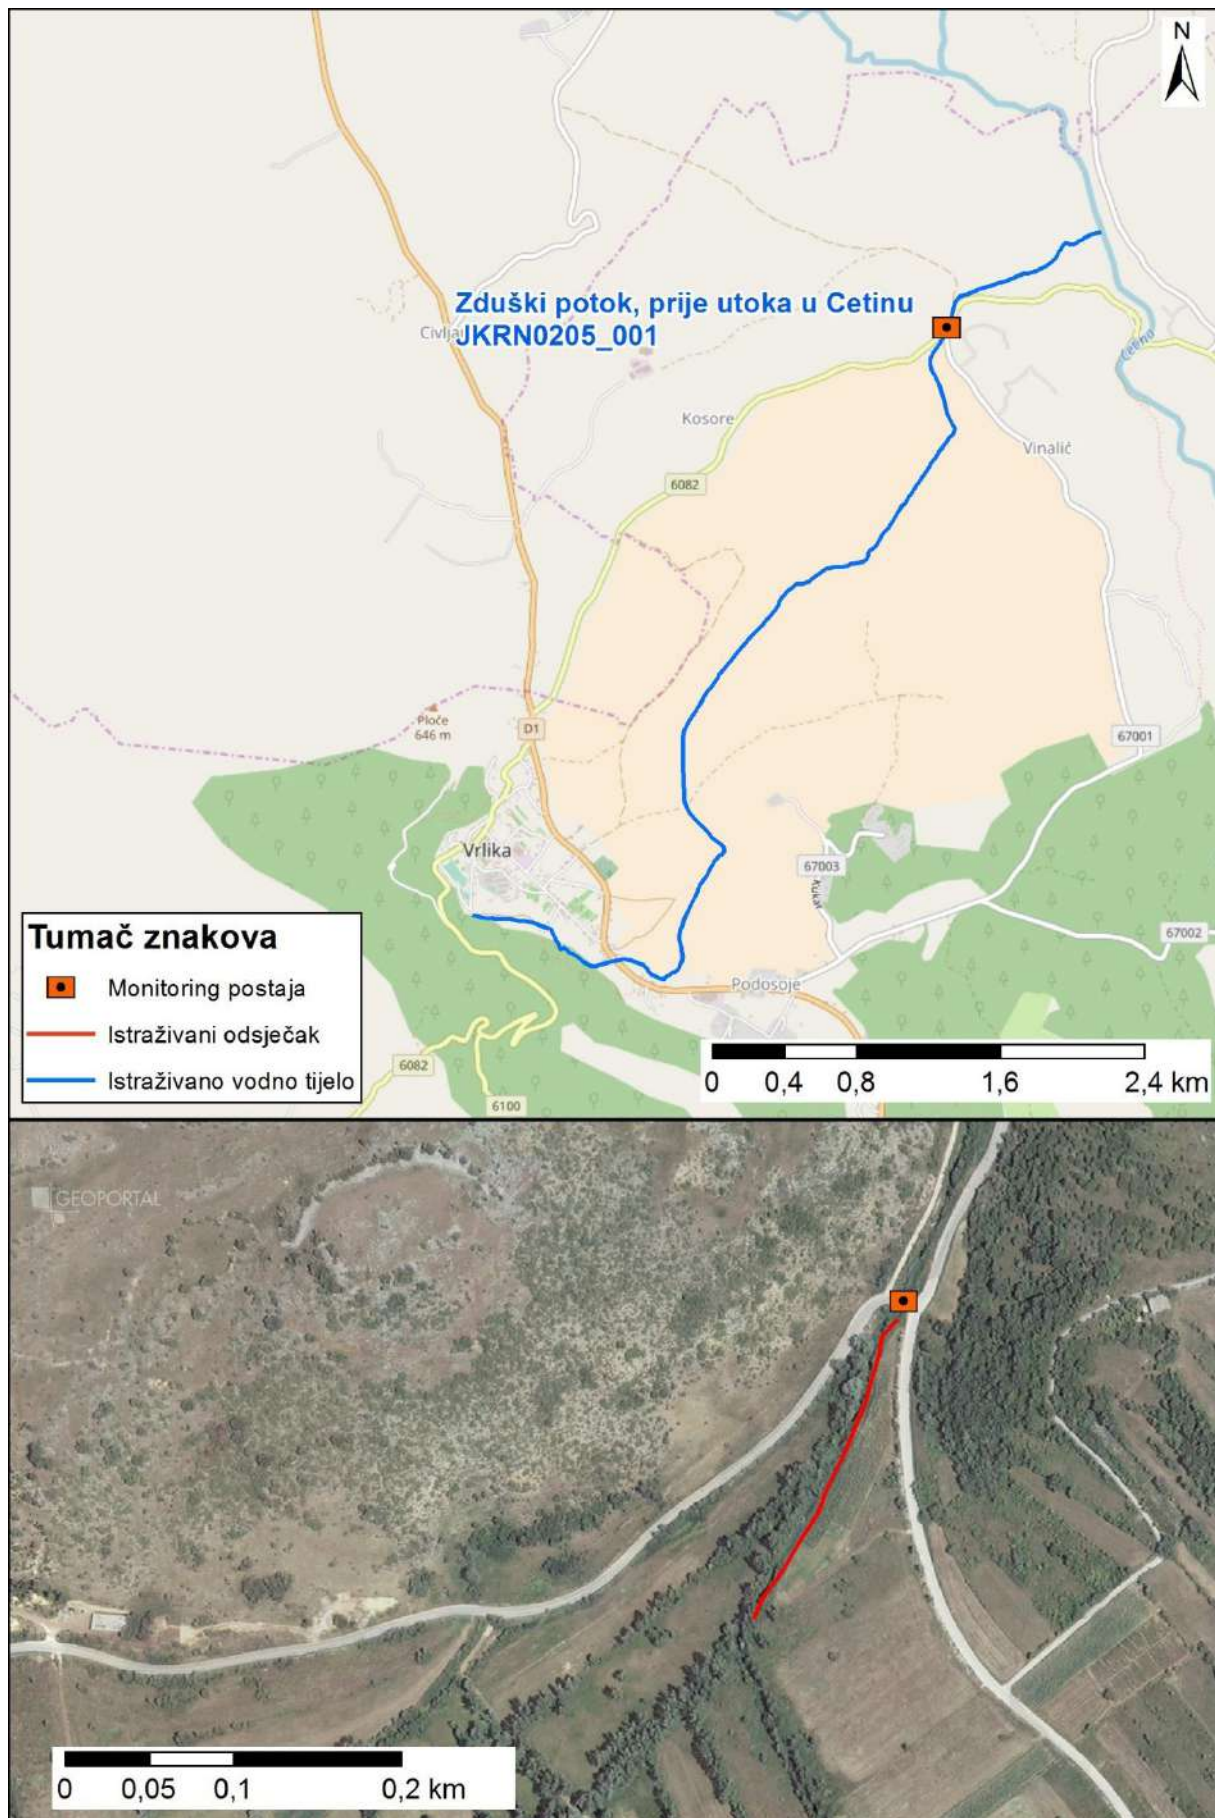 N
Zduški potok, prije utoka u Cetinu
JKRN0205_001
Kosore
Vinalić
Cetina
6082
Ploče
646 m
D1
67001
Vrlika
67003
Kukar
67002
Podosoje
6082
6100
Tumač znakova
Monitoring postaja
Istraživani odsječak
Istraživano vodno tijelo
0 0,4 0,8 1,6 2,4 km
GEOPORTAL
0 0,05 0,1 0,2 km